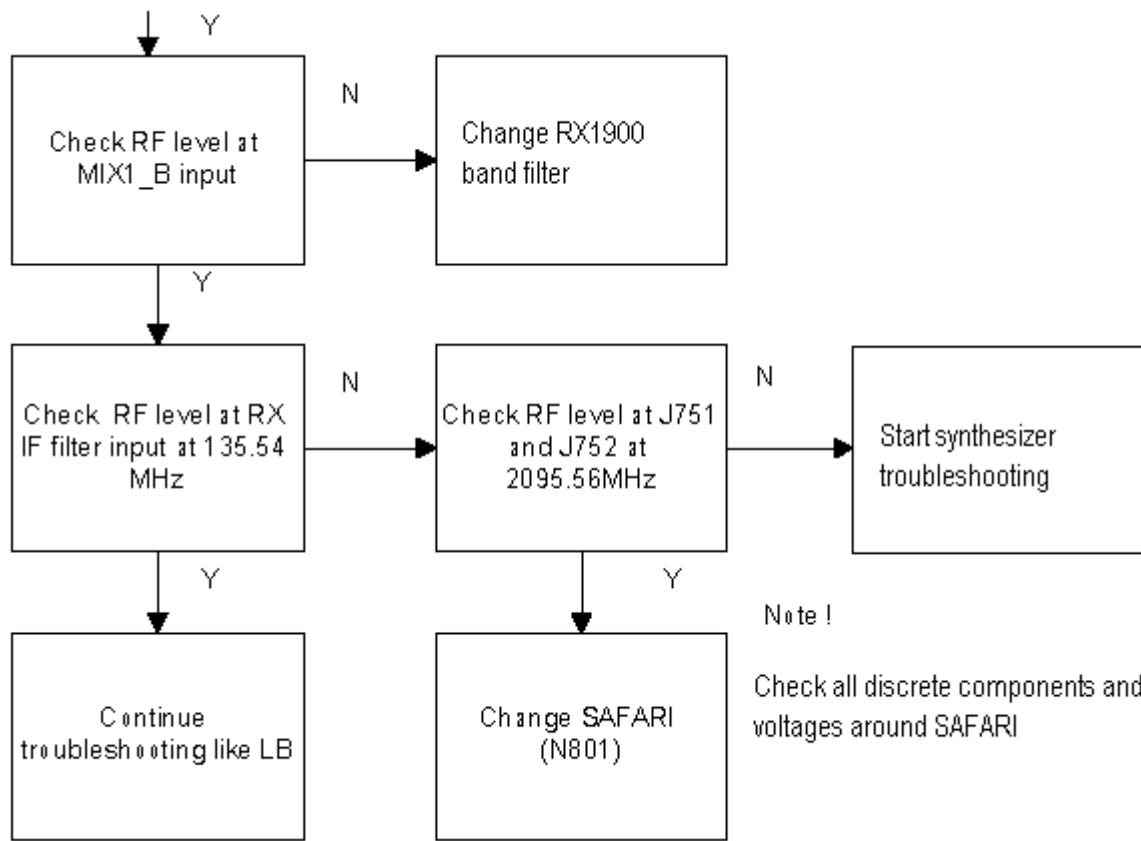 Y
Check RF level at
MIX1_B input
N
Change RX1900
band filter
Y
Check RF level at RX
IF filter input at 135.54
MHz
N
Check RF level at J751
and J752 at
2095.56MHz
N
Start synthesizer
troubleshooting
Y
Continue
troubleshooting like LB
Y
Change SAFARI
(N801)
Note !
Check all discrete components and
voltages around SAFARI